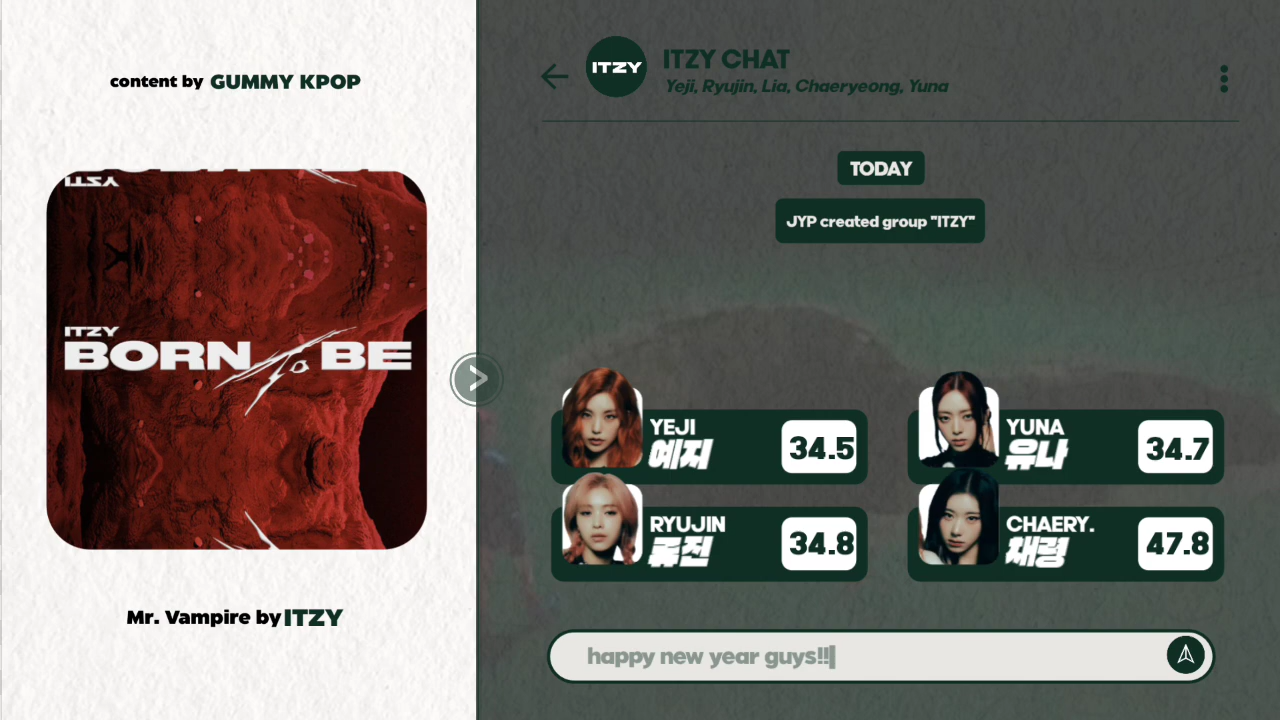 content by GUMMY KPOP
ITZY
ITZY
BORN To BE
Mr. Vampire by ITZY
ITZY
ITZY CHAT
Yeji, Ryujin, Lia, Chaeryeong, Yuna
TODAY
JYP created group "ITZY"
YEJI
예지
34.5
YUNA
유나
34.7
RYUJIN
류진
34.8
CHAERY.
채령
47.8
happy new year guys!!